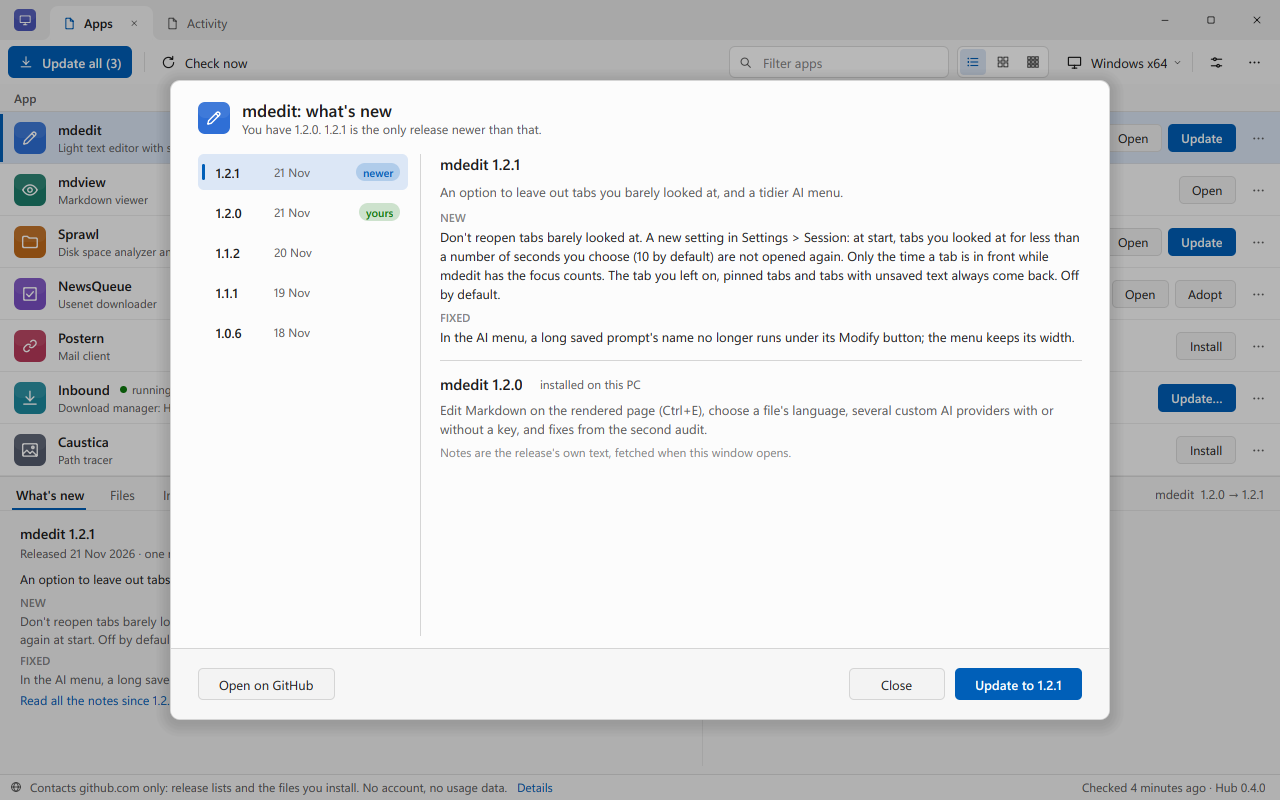 Apps
Activity
Update all (3)
Check now
Filter apps
Windows x64
App
mdedit
Light text editor with s
Open
Update
mdview
Markdown viewer
Open
Sprawl
Disk space analyzer an
Open
Update
NewsQueue
Usenet downloader
Open
Adopt
Postern
Mail client
Install
Inbound
running
Download manager: H
Update...
Caustica
Path tracer
Install
What's new
Files
mdedit 1.2.0 → 1.2.1
mdedit 1.2.1
Released 21 Nov 2026 · one
An option to leave out tabs
NEW
Don't reopen tabs barely lo
again at start. Off by defaul
FIXED
In the AI menu, a long save
Read all the notes since 1.2.
mdedit: what's new
You have 1.2.0. 1.2.1 is the only release newer than that.
1.2.1 21 Nov newer
1.2.0 21 Nov yours
1.1.2 20 Nov
1.1.1 19 Nov
1.0.6 18 Nov
mdedit 1.2.1
An option to leave out tabs you barely looked at, and a tidier AI menu.
NEW
Don't reopen tabs barely looked at. A new setting in Settings > Session: at start, tabs you looked at for less than
a number of seconds you choose (10 by default) are not opened again. Only the time a tab is in front while
mdedit has the focus counts. The tab you left on, pinned tabs and tabs with unsaved text always come back. Off
by default.
FIXED
In the AI menu, a long saved prompt's name no longer runs under its Modify button; the menu keeps its width.
mdedit 1.2.0 installed on this PC
Edit Markdown on the rendered page (Ctrl+E), choose a file's language, several custom AI providers with or
without a key, and fixes from the second audit.
Notes are the release's own text, fetched when this window opens.
Open on GitHub
Close
Update to 1.2.1
Contacts github.com only: release lists and the files you install. No account, no usage data. Details
Checked 4 minutes ago · Hub 0.4.0